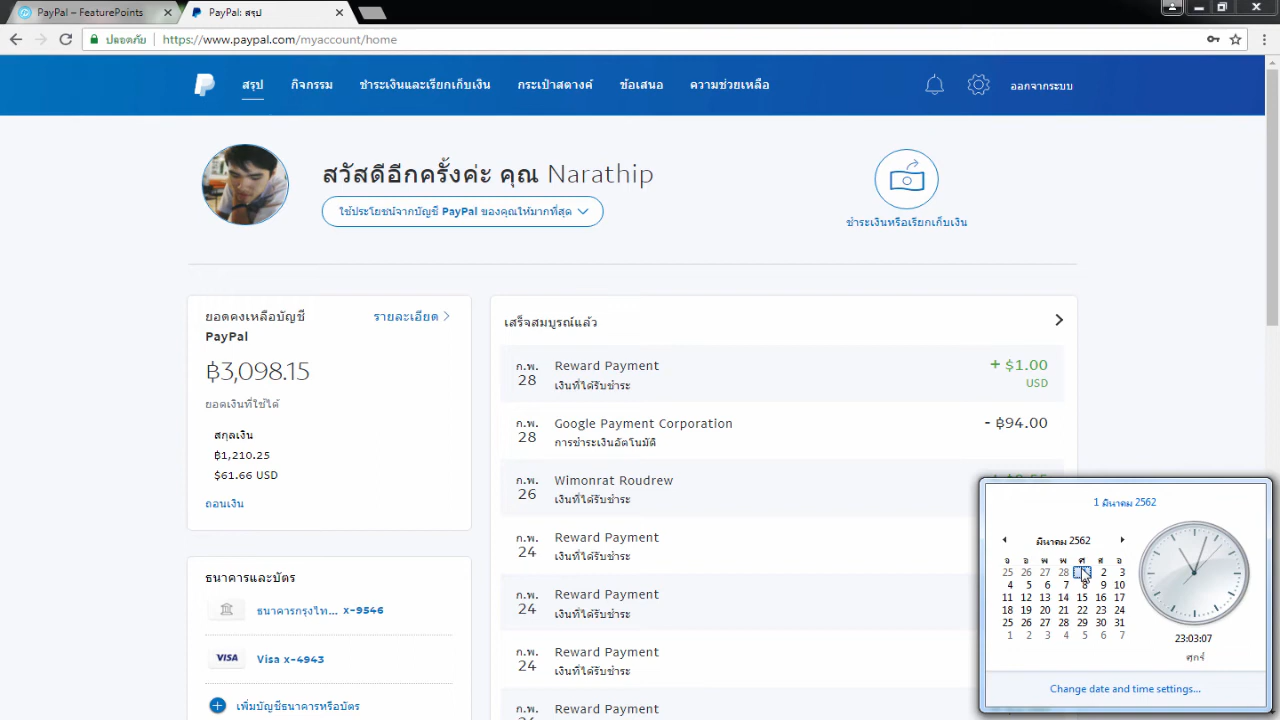 PayPal – FeaturePoints
PayPal: สรุป
ปลอดภัย
https://www.paypal.com/myaccount/home
สรุป
กิจกรรม
ชำระเงินและเรียกเก็บเงิน
กระเป๋าสตางค์
ข้อเสนอ
ความช่วยเหลือ
ออกจากระบบ
สวัสดีอีกครั้งค่ะ คุณ Narathip
ใช้ประโยชน์จากบัญชี PayPal ของคุณให้มากที่สุด
ชำระเงินหรือเรียกเก็บเงิน
ยอดคงเหลือบัญชี
PayPal
รายละเอียด
฿3,098.15
ยอดเงินที่ใช้ได้
สกุลเงิน
฿1,210.25
$61.66 USD
ถอนเงิน
ธนาคารและบัตร
ธนาคารกรุงไทย... x-9546
VISA
Visa x-4943
เพิ่มบัญชีธนาคารหรือบัตร
เสร็จสมบูรณ์แล้ว
ก.พ.
28
Reward Payment
เงินที่ได้รับชำระ
+ $1.00
USD
ก.พ.
28
Google Payment Corporation
การชำระเงินอัตโนมัติ
- ฿94.00
ก.พ.
26
Wimonrat Roudrew
เงินที่ได้รับชำระ
ก.พ.
24
Reward Payment
เงินที่ได้รับชำระ
ก.พ.
24
Reward Payment
เงินที่ได้รับชำระ
ก.พ.
24
Reward Payment
เงินที่ได้รับชำระ
ก.พ.
Reward Payment
1 มีนาคม 2562
มีนาคม 2562
จ อ พ พ ศ ส อ
25 26 27 28 2 3
4 5 6 7 8 9 10
11 12 13 14 15 16 17
18 19 20 21 22 23 24
25 26 27 28 29 30 31
1 2 3 4 5 6 7
23:03:07
ศุกร์
Change date and time settings...